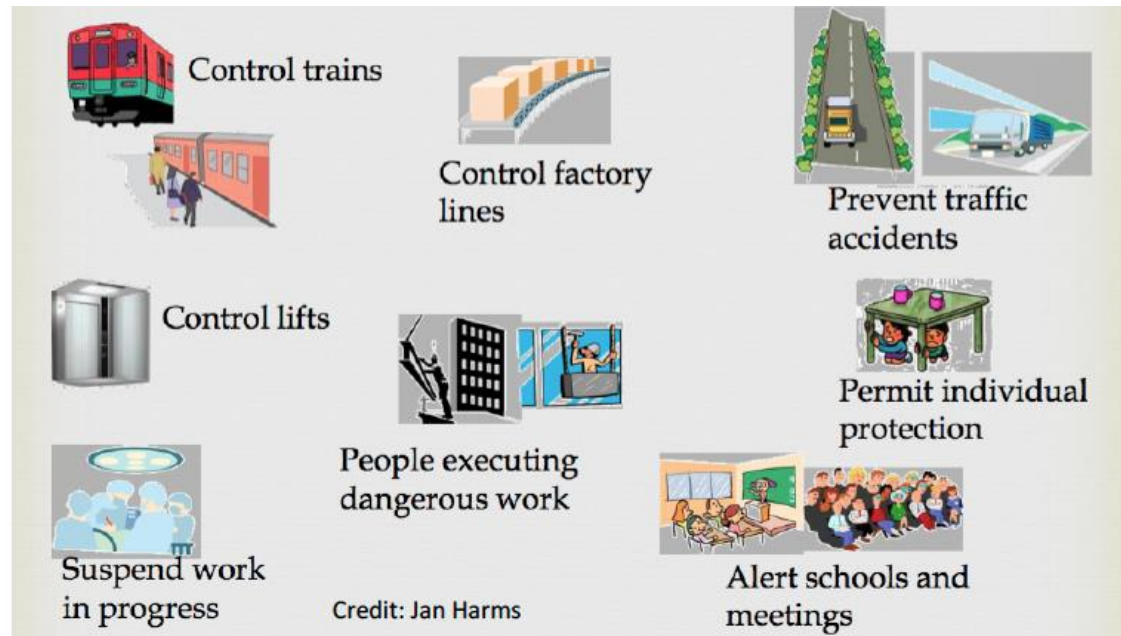 Control trains
Control factory
lines
Prevent traffic
accidents
Control lifts
People executing
dangerous work
Permit individual
protection
Suspend work
in progress
Alert schools and
meetings
Credit: Jan Harms